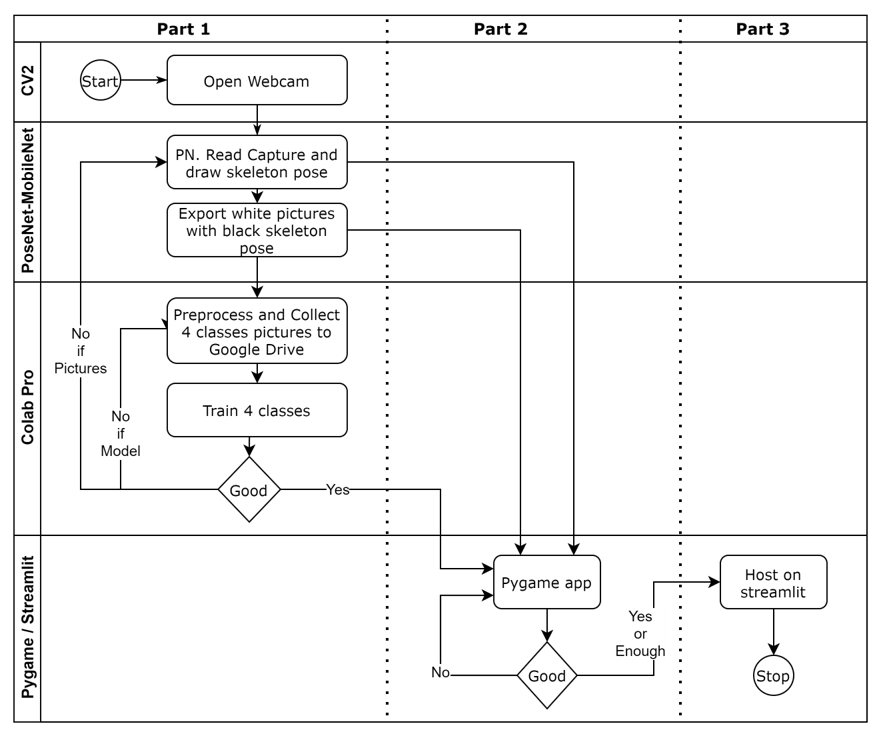 Part 1
Part 2
Part 3
CV2
Start
Open Webcam
PoseNet-MobileNet
PN. Read Capture and
draw skeleton pose
Export white pictures
with black skeleton
pose
Colab Pro
Preprocess and Collect
4 classes pictures to
Google Drive
No
if
Pictures
No
if
Model
Train 4 classes
Good
Yes
Pygame / Streamlit
Pygame app
Good
No
Yes
or
Enough
Host on
streamlit
Stop